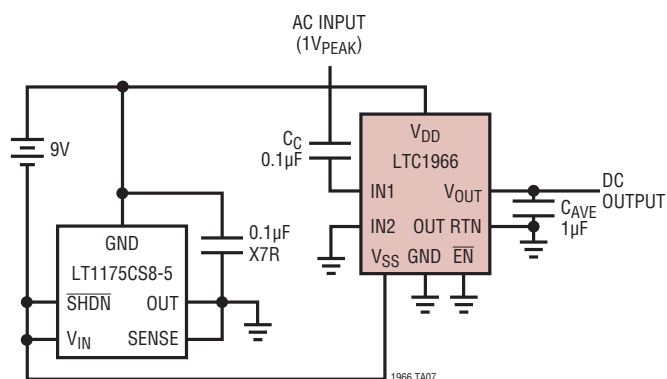 AC INPUT
(1VPEAK)
9V
CC
0.1µF
VDD
LTC1966
IN1
VOUT
IN2
OUT RTN
VSS
GND
EN
DC
OUTPUT
CAVE
1µF
GND
LT1175CS8-5
SHDN
OUT
VIN
SENSE
0.1µF
X7R
1966 TA07